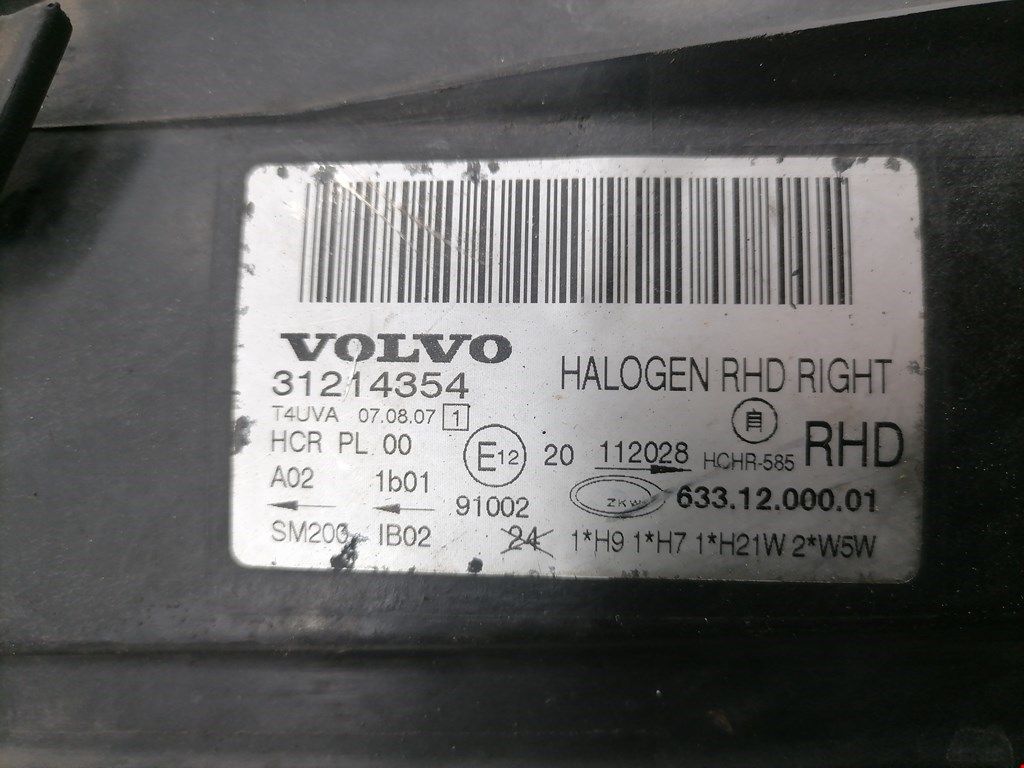 VOLVO
31214354
HALOGEN RHD RIGHT
T4UVA 07.08.07 1
HCR PL 00
E12 20 112028
自
HCHR-585 RHD
A02 1b01
91002
ZKW 633.12.000.01
SM200 IB02
24 1*H9 1*H7 1*H21W 2*W5W